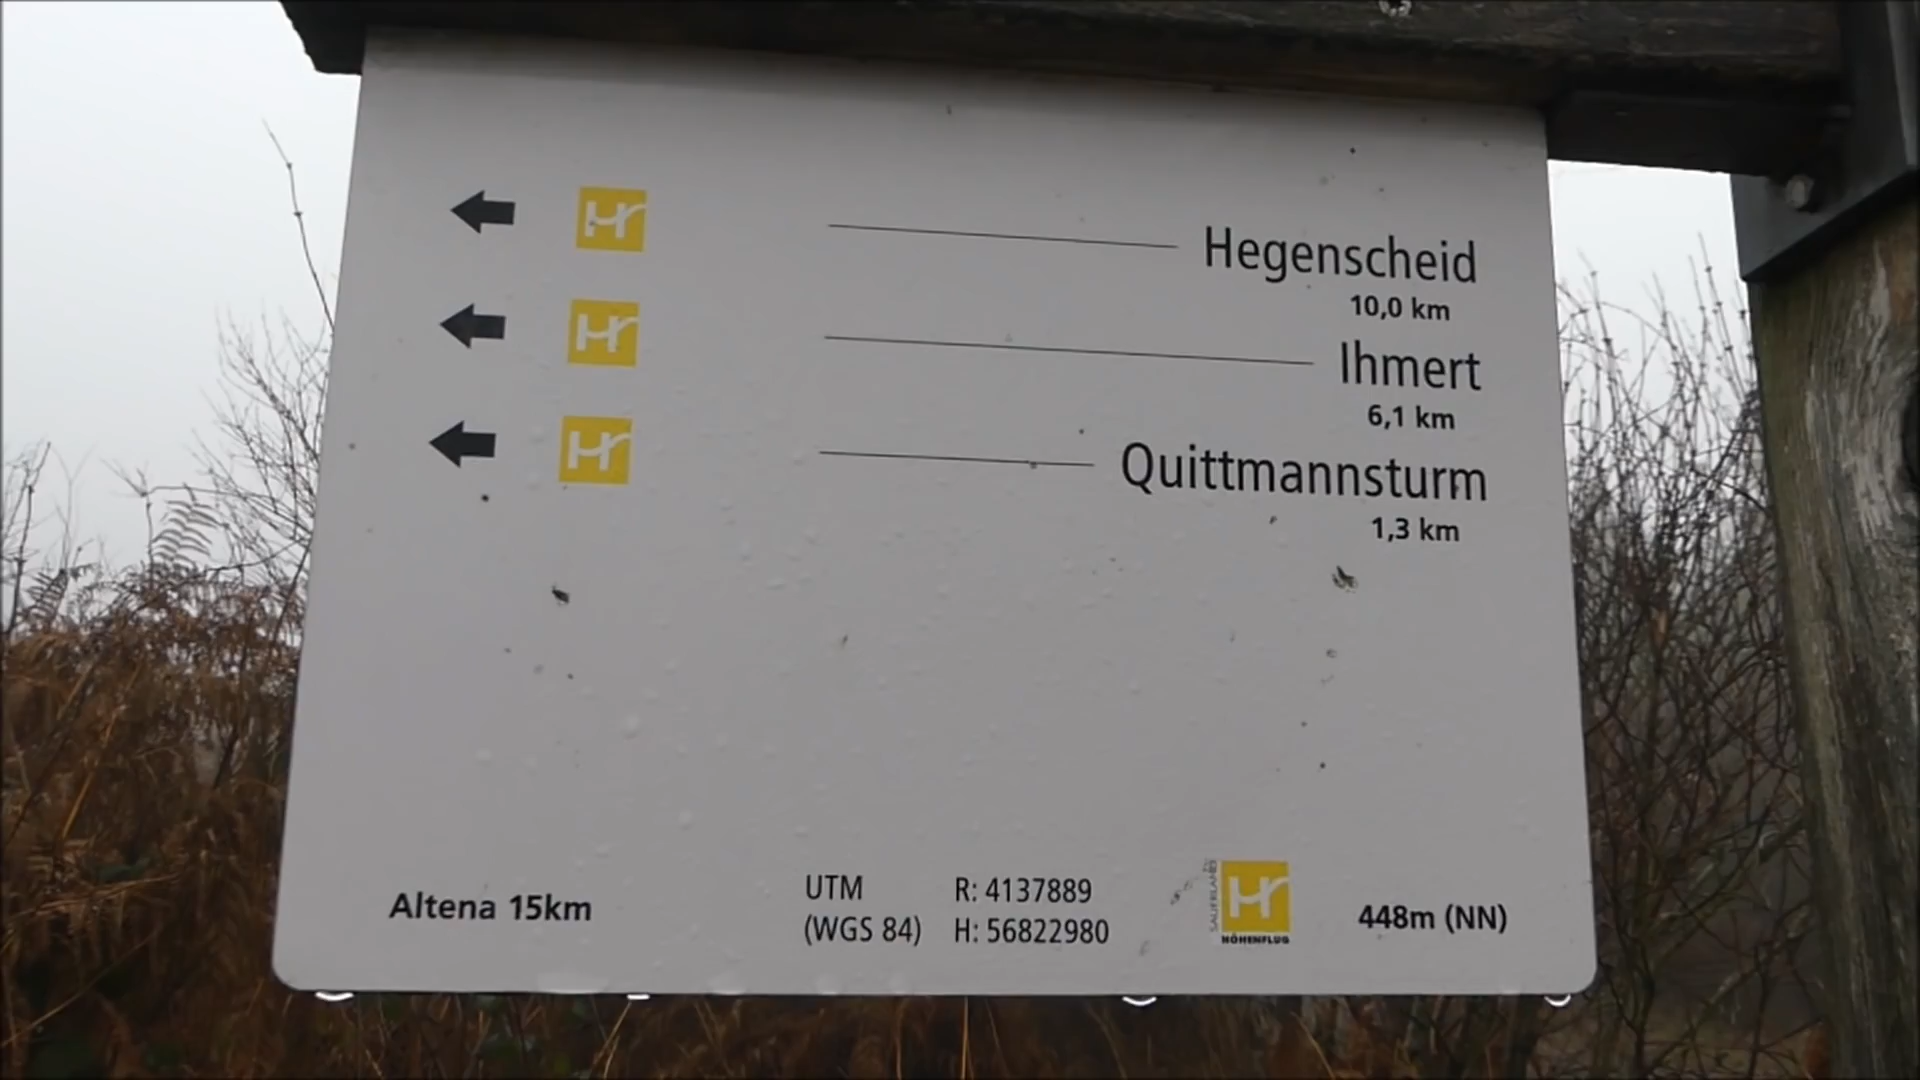 Hegenscheid
10,0 km
Ihmert
6,1 km
Quittmannsturm
1,3 km
Altena 15km
UTM R: 4137889
(WGS 84) H: 56822980
SAUERLAND
HÖHENFLUG
448m (NN)